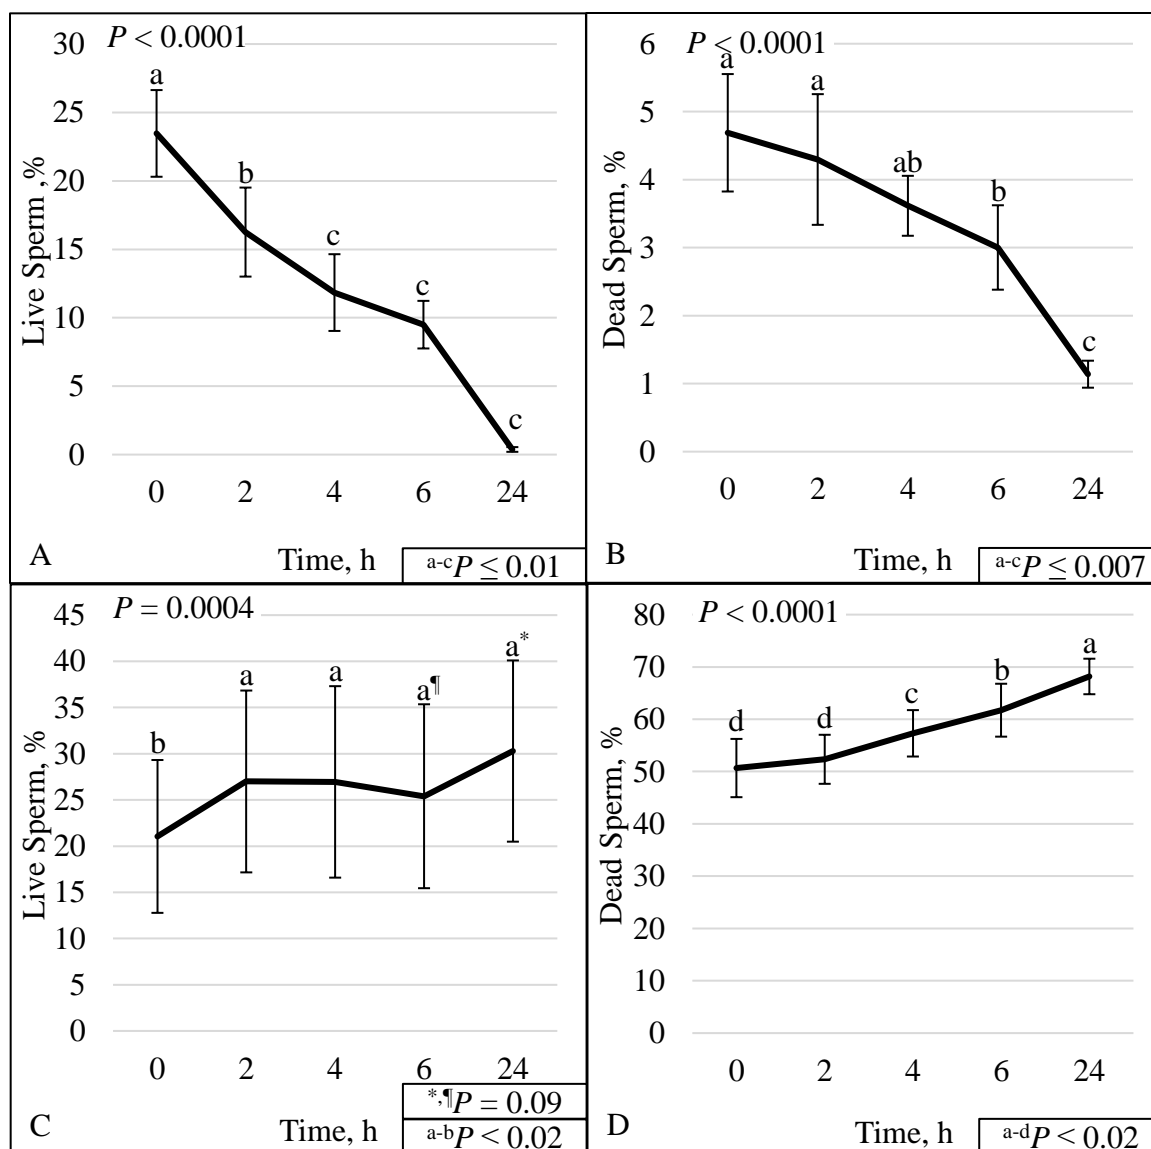 P < 0.0001
30
25
20
15
10
5
0
Live Sperm ,%
a
b
c
c
c
0 2 4 6 24
A
Time, h
a-cP ≤ 0.01
P < 0.0001
6
5
4
3
2
1
0
Dead Sperm, %
a
a
ab
b
c
0 2 4 6 24
B
Time, h
a-cP ≤ 0.007
P = 0.0004
45
40
35
30
25
20
15
10
5
0
Live Sperm, %
b
a
a
a¶
a*
0 2 4 6 24
C
Time, h
*,¶P = 0.09
a-bP < 0.02
P < 0.0001
80
70
60
50
40
30
20
10
0
Dead Sperm, %
d
d
c
b
a
0 2 4 6 24
D
Time, h
a-dP < 0.02